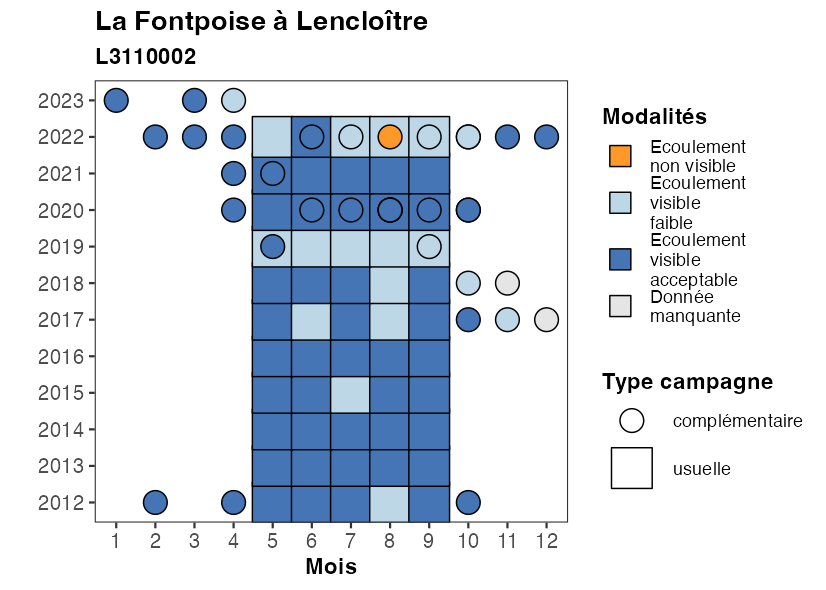 La Fontpoise à Lencloître
L3110002
2023
2022
2021
2020
2019
2018
2017
2016
2015
2014
2013
2012
1 2 3 4 5 6 7 8 9 10 11 12
Mois
Modalités
Ecoulement
non visible
Ecoulement
visible
faible
Ecoulement
visible
acceptable
Donnée
manquante
Type campagne
complémentaire
usuelle